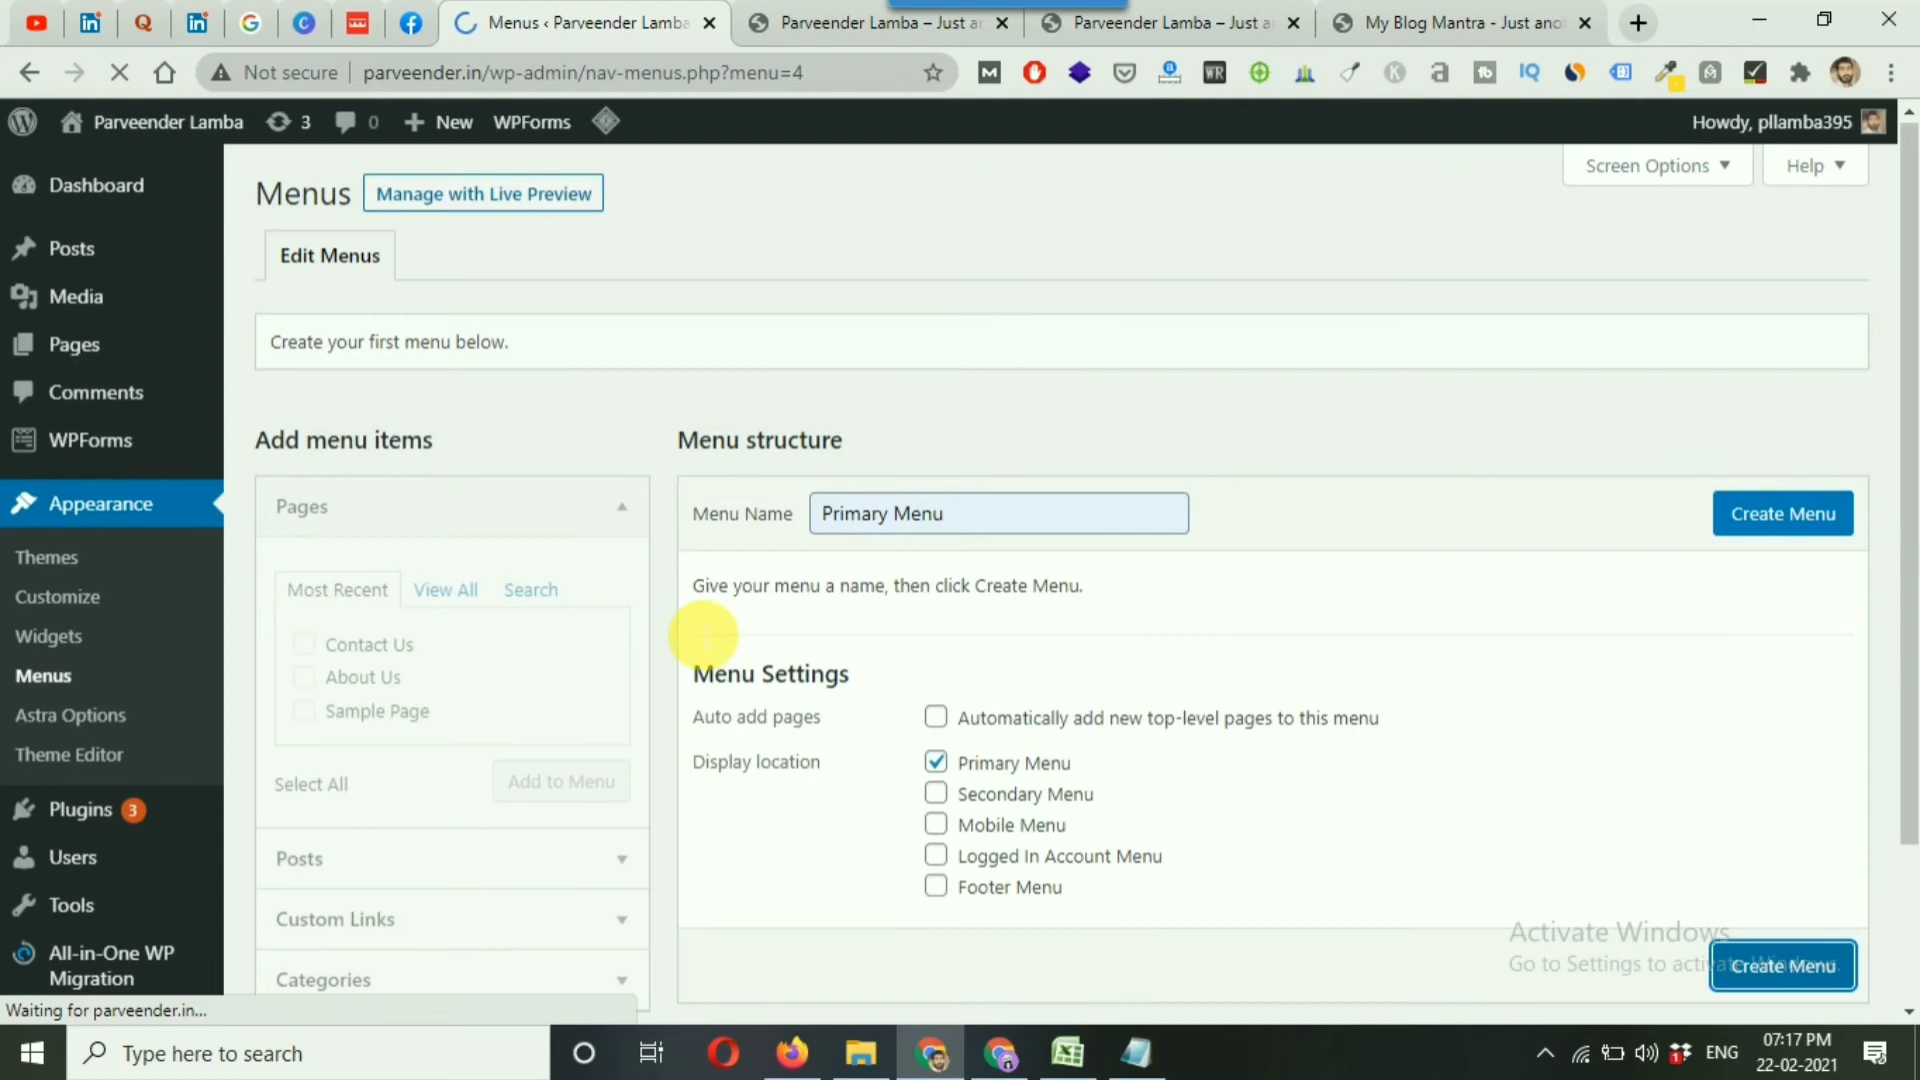 Menus ‹ Parveender Lamba
Parveender Lamba – Just a
Parveender Lamba – Just a
My Blog Mantra - Just ano
Not secure
parveender.in/wp-admin/nav-menus.php?menu=4
Parveender Lamba
3
0
New
WPForms
Howdy, pllamba395
Dashboard
Posts
Media
Pages
Comments
WPForms
Appearance
Themes
Customize
Widgets
Menus
Astra Options
Theme Editor
Plugins 3
Users
Tools
All-in-One WP
Migration
Screen Options
Help
Menus
Manage with Live Preview
Edit Menus
Create your first menu below.
Add menu items
Pages
Most Recent
View All
Search
Contact Us
About Us
Sample Page
Select All
Add to Menu
Posts
Custom Links
Categories
Menu structure
Menu Name
Primary Menu
Create Menu
Give your menu a name, then click Create Menu.
Menu Settings
Auto add pages
Automatically add new top-level pages to this menu
Display location
Primary Menu
Secondary Menu
Mobile Menu
Logged In Account Menu
Footer Menu
Activate Windows
Go to Settings to activate Windows.
Create Menu
Waiting for parveender.in...
Type here to search
ENG
07:17 PM
22-02-2021